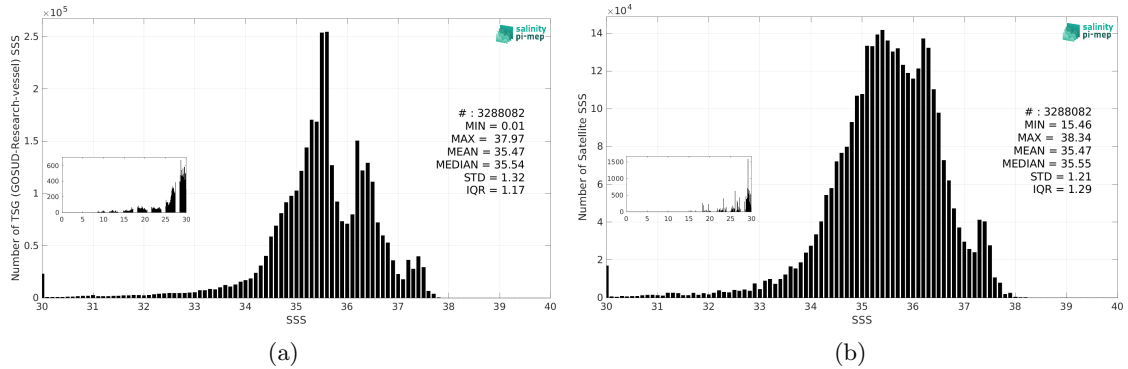 ×10⁵
2.5
2
1.5
1
0.5
0
Number of TSG (GOSUD-Research-vessel) SSS
salinity
pi-mep
# : 3288082
MIN = 0.01
MAX = 37.97
MEAN = 35.47
MEDIAN = 35.54
STD = 1.32
IQR = 1.17
600
400
200
0
0 5 10 15 20 25 30
30 31 32 33 34 35 36 37 38 39 40
SSS
(a)
×10⁴
14
12
10
8
6
4
2
0
Number of Satellite SSS
salinity
pi-mep
# : 3288082
MIN = 15.46
MAX = 38.34
MEAN = 35.47
MEDIAN = 35.55
STD = 1.21
IQR = 1.29
1500
1000
500
0
0 5 10 15 20 25 30
30 31 32 33 34 35 36 37 38 39 40
SSS
(b)